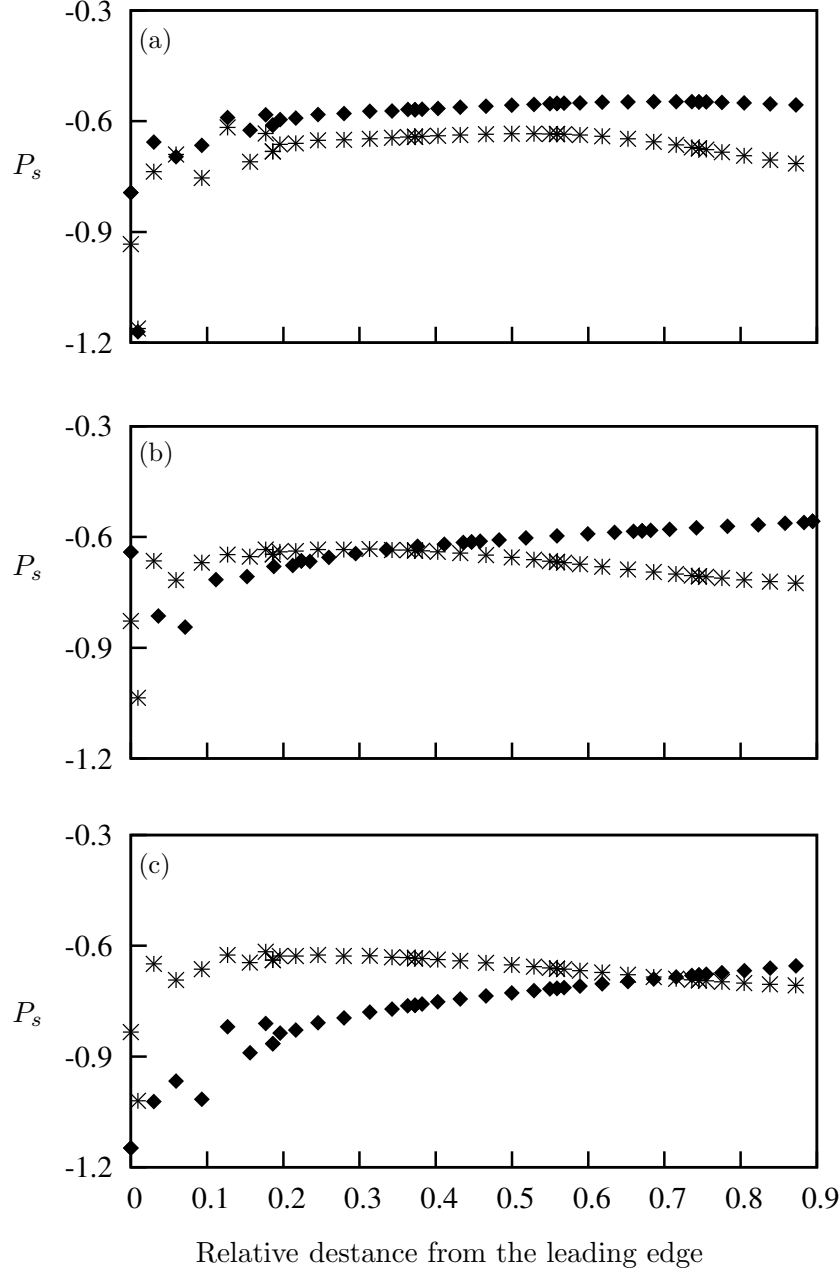 -0.3
(a)
-0.6
P_s
-0.9
-1.2
-0.3
(b)
-0.6
P_s
-0.9
-1.2
-0.3
(c)
-0.6
P_s
-0.9
-1.2
0 0.1 0.2 0.3 0.4 0.5 0.6 0.7 0.8 0.9
Relative destance from the leading edge